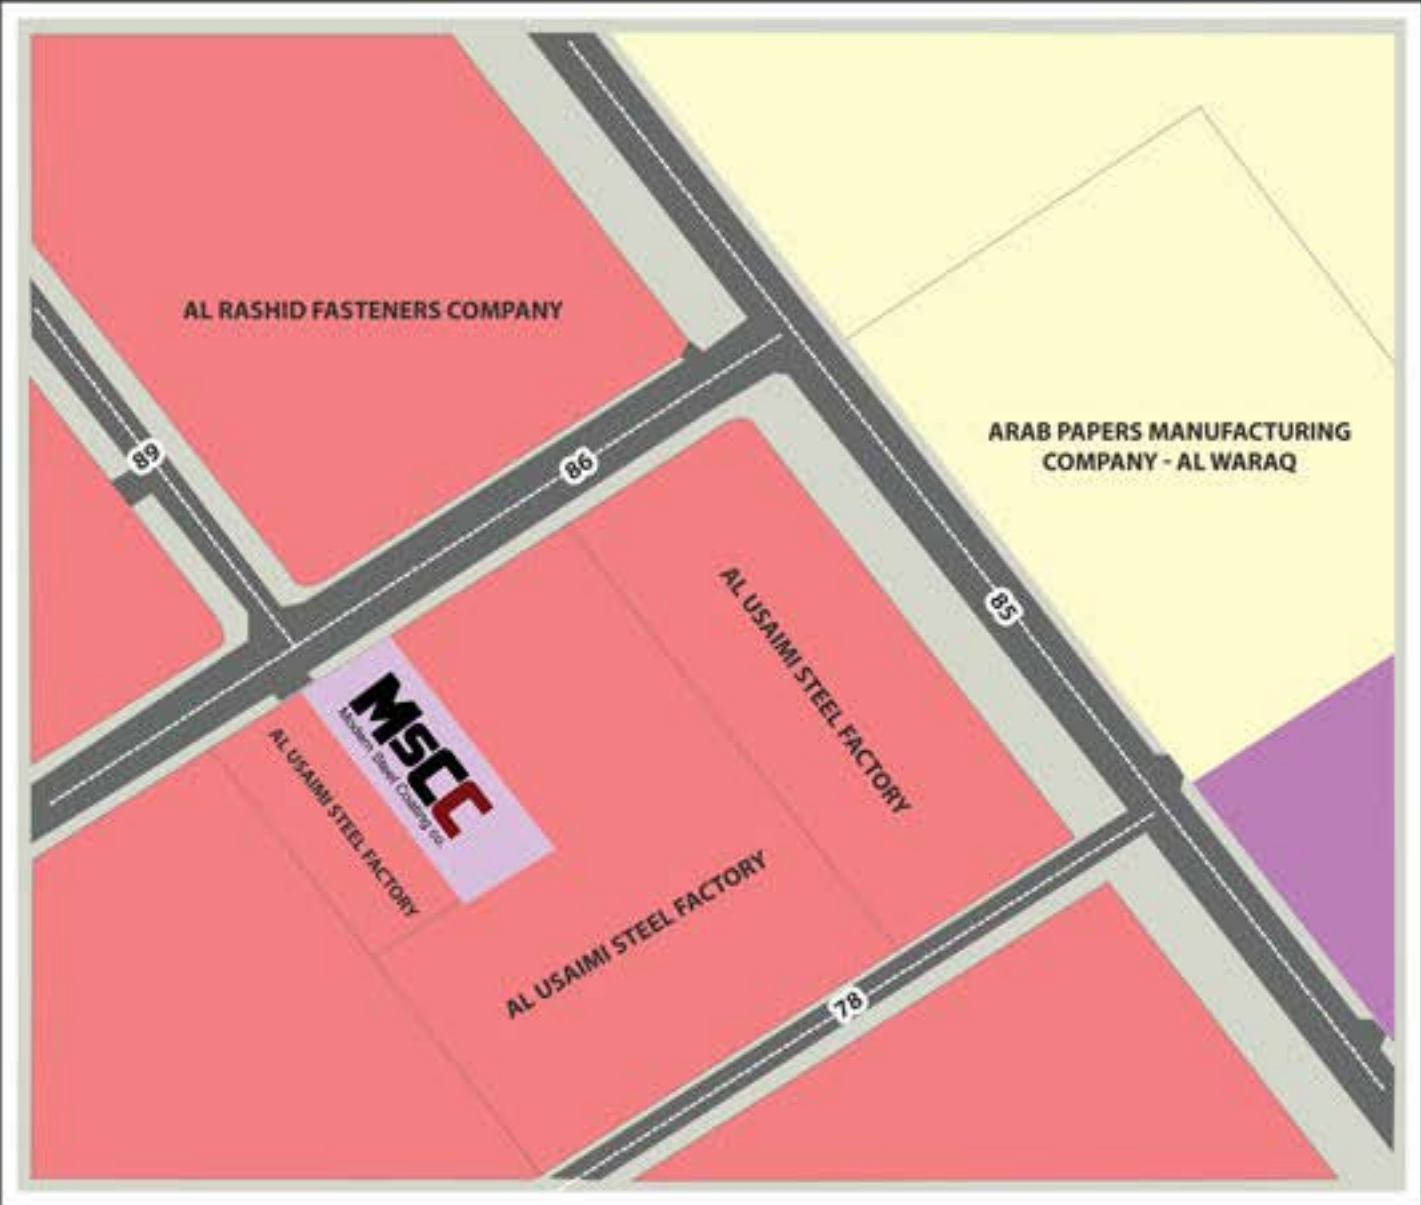 AL RASHID FASTENERS COMPANY
ARAB PAPERS MANUFACTURING
COMPANY - AL WARAQ
89
86
85
AL USAIMI STEEL FACTORY
MSCC
Modern Steel Coating co.
AL USAIMI STEEL FACTORY
AL USAIMI STEEL FACTORY
78